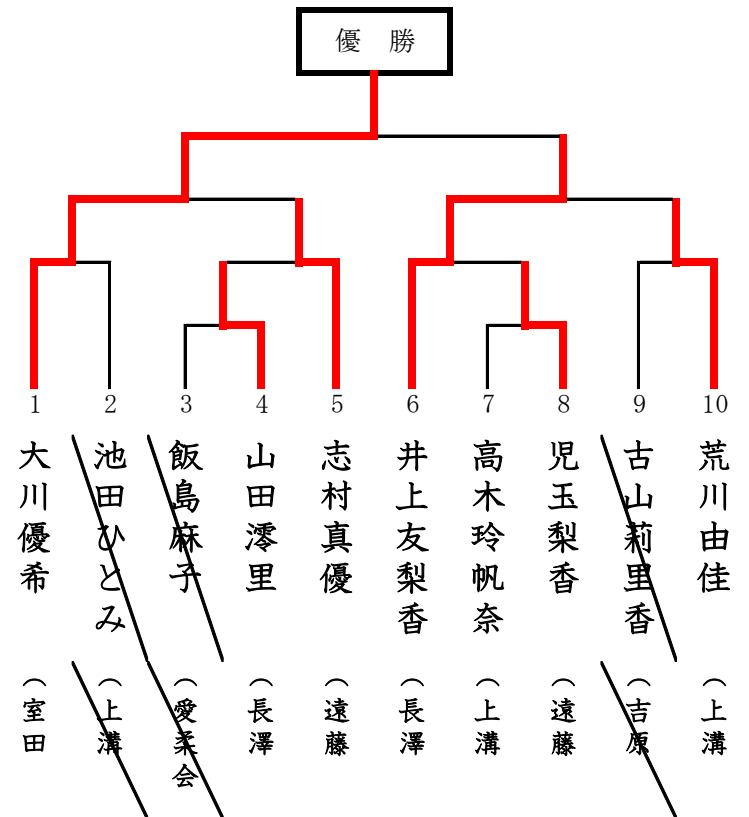 優　勝
1
2
3
4
5
6
7
8
9
10
大川優希
池田ひとみ
飯島麻子
山田澪里
志村真優
井上友梨香
高木玲帆奈
児玉梨香
古山莉里香
荒川由佳
（室田
（上溝
（愛柔会
（長澤
（遠藤
（長澤
（上溝
（遠藤
（吉原
（上溝